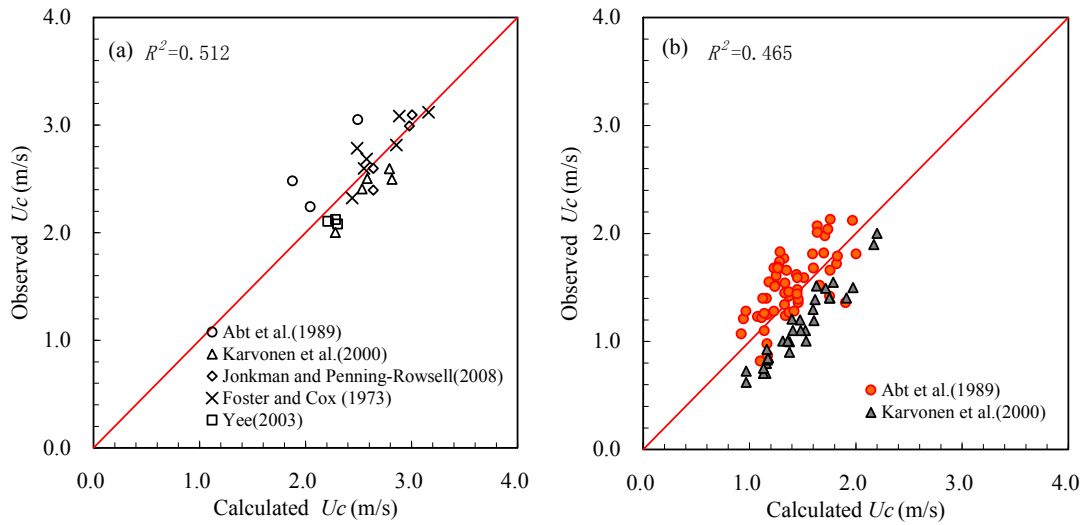 (a) R²=0.512
4.0
3.0
2.0
1.0
0.0
Observed Uc (m/s)
Abt et al.(1989)
Karvonen et al.(2000)
Jonkman and Penning-Rowsell(2008)
Foster and Cox (1973)
Yee(2003)
0.0 1.0 2.0 3.0 4.0
Calculated Uc (m/s)
(b) R²=0.465
4.0
3.0
2.0
1.0
0.0
Observed Uc (m/s)
Abt et al.(1989)
Karvonen et al.(2000)
0.0 1.0 2.0 3.0 4.0
Calculated Uc (m/s)